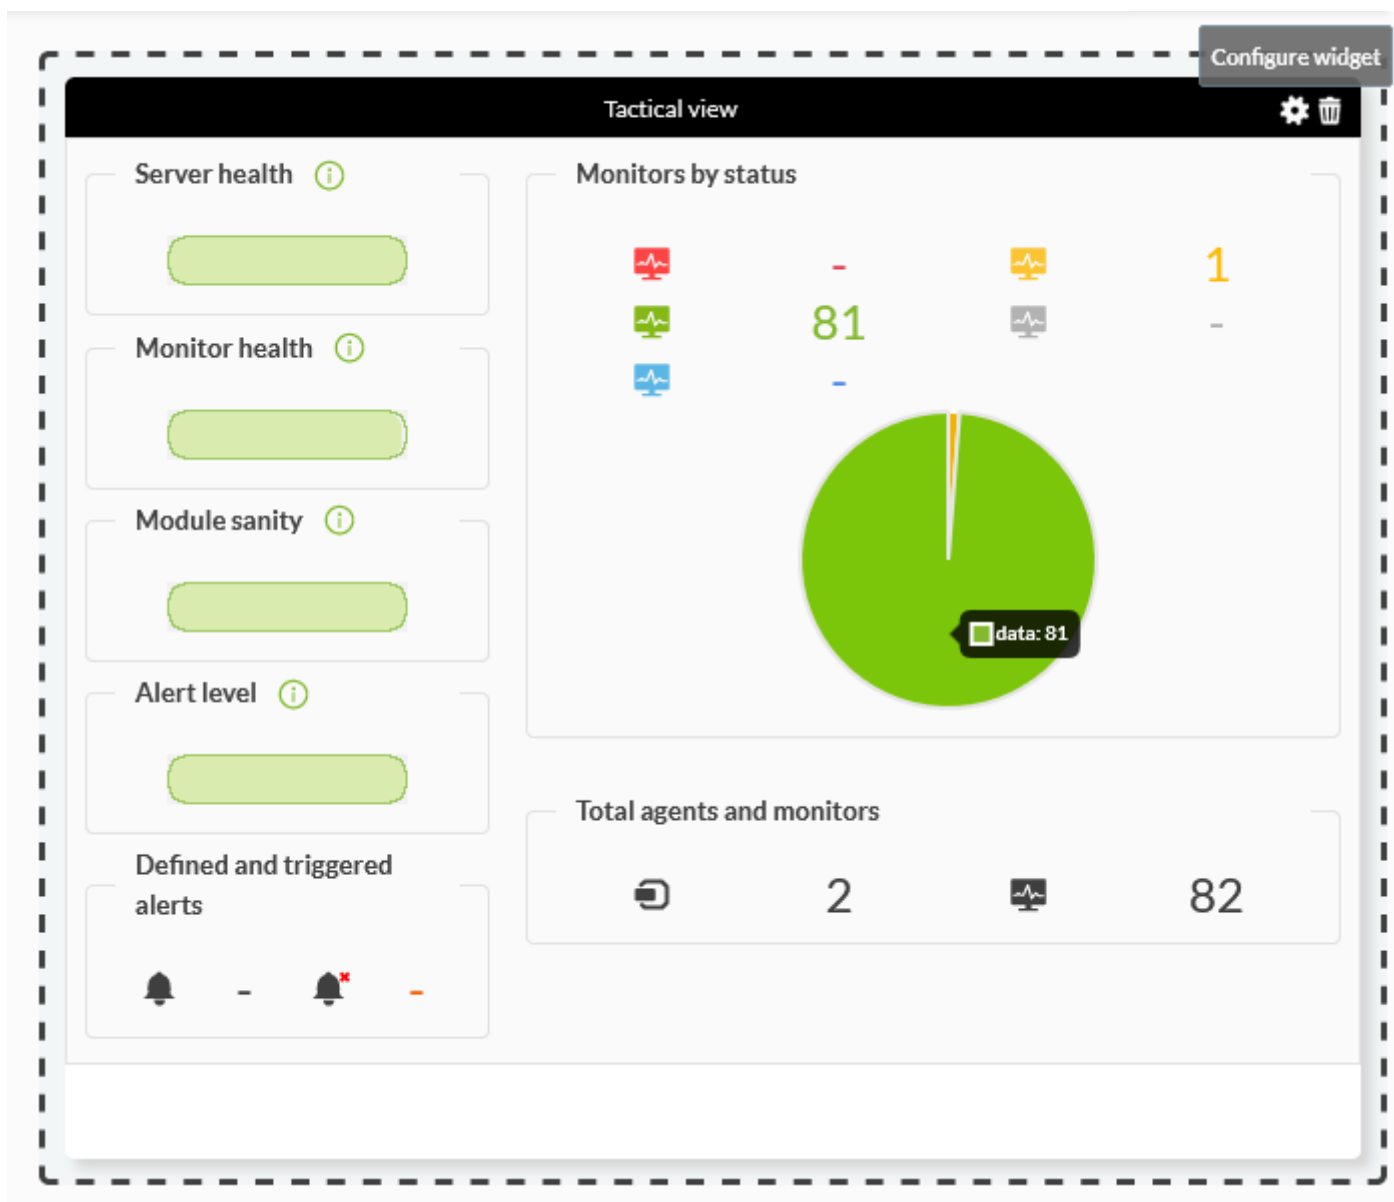 Configure widget
Tactical view
Server health
Monitor health
Module sanity
Alert level
Defined and triggered
alerts
- -
Monitors by status
- 1
81 -
-
data: 81
Total agents and monitors
2 82